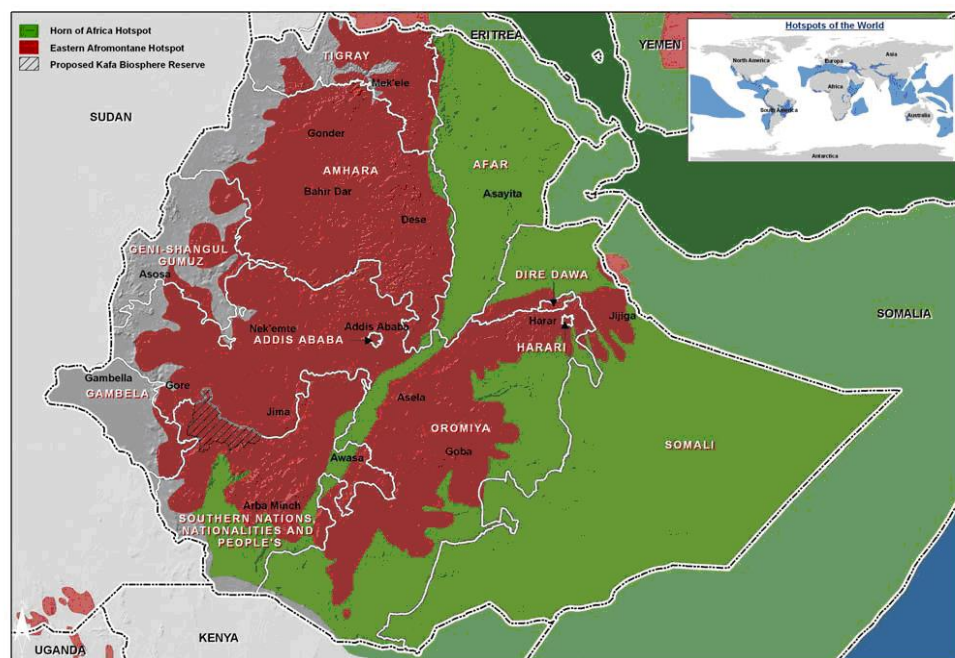 Horn of Africa Hotspot
Eastern Afromontane Hotspot
Proposed Kafa Biosphere Reserve
ERITREA
YEMEN
Hotspots of the World
North America
Europa
Asia
Africa
South America
Australia
Antarctica
TIGRAY
Mek'ele
SUDAN
Gonder
AMHARA
AFAR
Bahir Dar
Asayita
Dese
GENI-SHANGUL
GUMUZ
Asosa
DIRE DAWA
SOMALIA
Nek'emte
Addis Ababa
ADDIS ABABA
Harar
Jijiga
HARARI
Gambella
GAMBELA
Gore
Asela
Jima
OROMIYA
SOMALI
Goba
Awasa
Arba Minch
SOUTHERN NATIONS,
NATIONALITIES AND
PEOPLE'S
KENYA
UGANDA